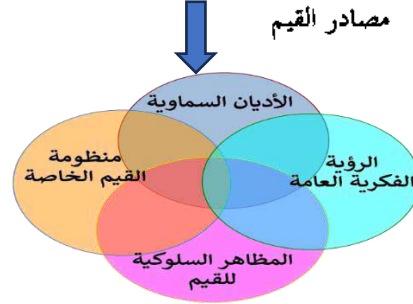 مصادر القيم
الأديان السماوية
الرؤية
الفكرية العامة
منظومة
القيم الخاصة
المظاهر السلوكية
للقيم